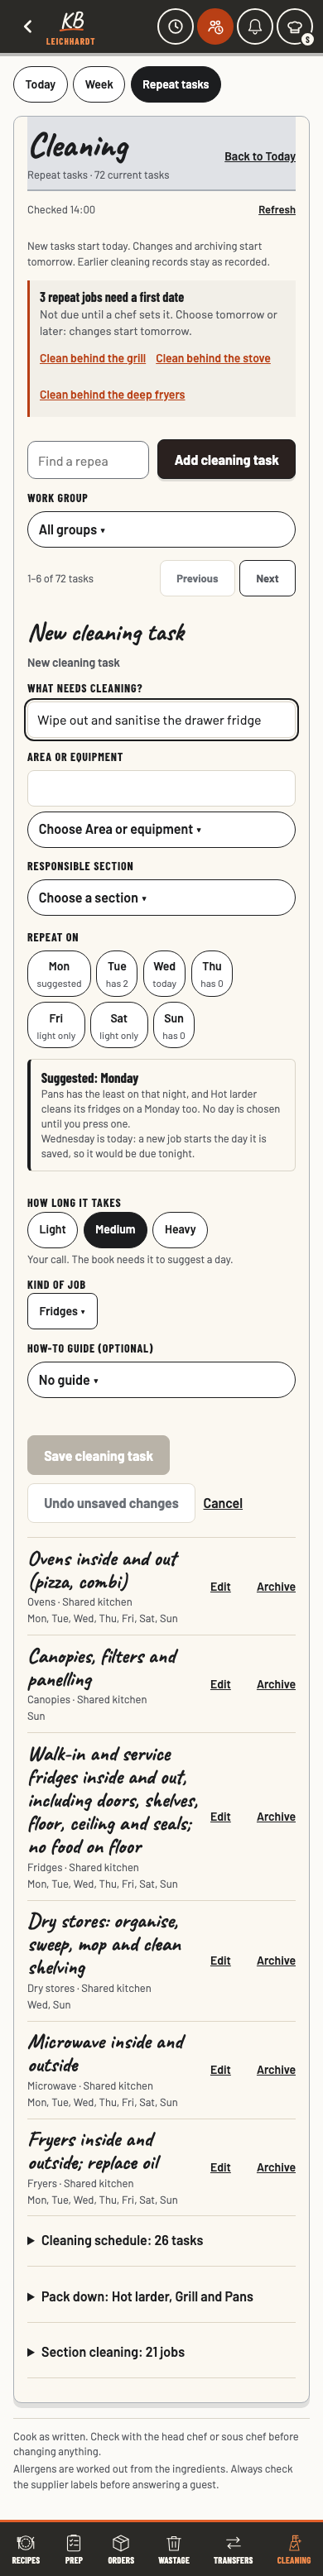 KB
LEICHHARDT
$
Today
Week
Repeat tasks
Cleaning
Back to Today
Repeat tasks · 72 current tasks
Checked 14:00
Refresh
New tasks start today. Changes and archiving start
tomorrow. Earlier cleaning records stay as recorded.
3 repeat jobs need a first date
Not due until a chef sets it. Choose tomorrow or
later: changes start tomorrow.
Clean behind the grill
Clean behind the stove
Clean behind the deep fryers
Find a repea
Add cleaning task
WORK GROUP
All groups ▾
1–6 of 72 tasks
Previous
Next
New cleaning task
New cleaning task
WHAT NEEDS CLEANING?
Wipe out and sanitise the drawer fridge
AREA OR EQUIPMENT
Choose Area or equipment ▾
RESPONSIBLE SECTION
Choose a section ▾
REPEAT ON
Mon
suggested
Tue
has 2
Wed
today
Thu
has 0
Fri
light only
Sat
light only
Sun
has 0
Suggested: Monday
Pans has the least on that night, and Hot larder
cleans its fridges on a Monday too. No day is chosen
until you press one.
Wednesday is today: a new job starts the day it is
saved, so it would be due tonight.
HOW LONG IT TAKES
Light
Medium
Heavy
Your call. The book needs it to suggest a day.
KIND OF JOB
Fridges ▾
HOW-TO GUIDE (OPTIONAL)
No guide ▾
Save cleaning task
Undo unsaved changes
Cancel
Ovens inside and out
(pizza, combi)
Edit
Archive
Ovens · Shared kitchen
Mon, Tue, Wed, Thu, Fri, Sat, Sun
Canopies, filters and
panelling
Edit
Archive
Canopies · Shared kitchen
Sun
Walk-in and service
fridges inside and out,
including doors, shelves,
floor, ceiling and seals;
no food on floor
Edit
Archive
Fridges · Shared kitchen
Mon, Tue, Wed, Thu, Fri, Sat, Sun
Dry stores: organise,
sweep, mop and clean
shelving
Edit
Archive
Dry stores · Shared kitchen
Wed, Sun
Microwave inside and
outside
Edit
Archive
Microwave · Shared kitchen
Mon, Tue, Wed, Thu, Fri, Sat, Sun
Fryers inside and
outside; replace oil
Edit
Archive
Fryers · Shared kitchen
Mon, Tue, Wed, Thu, Fri, Sat, Sun
▶ Cleaning schedule: 26 tasks
▶ Pack down: Hot larder, Grill and Pans
▶ Section cleaning: 21 jobs
Cook as written. Check with the head chef or sous chef before
changing anything.
Allergens are worked out from the ingredients. Always check
the supplier labels before answering a guest.
RECIPES
PREP
ORDERS
WASTAGE
TRANSFERS
CLEANING